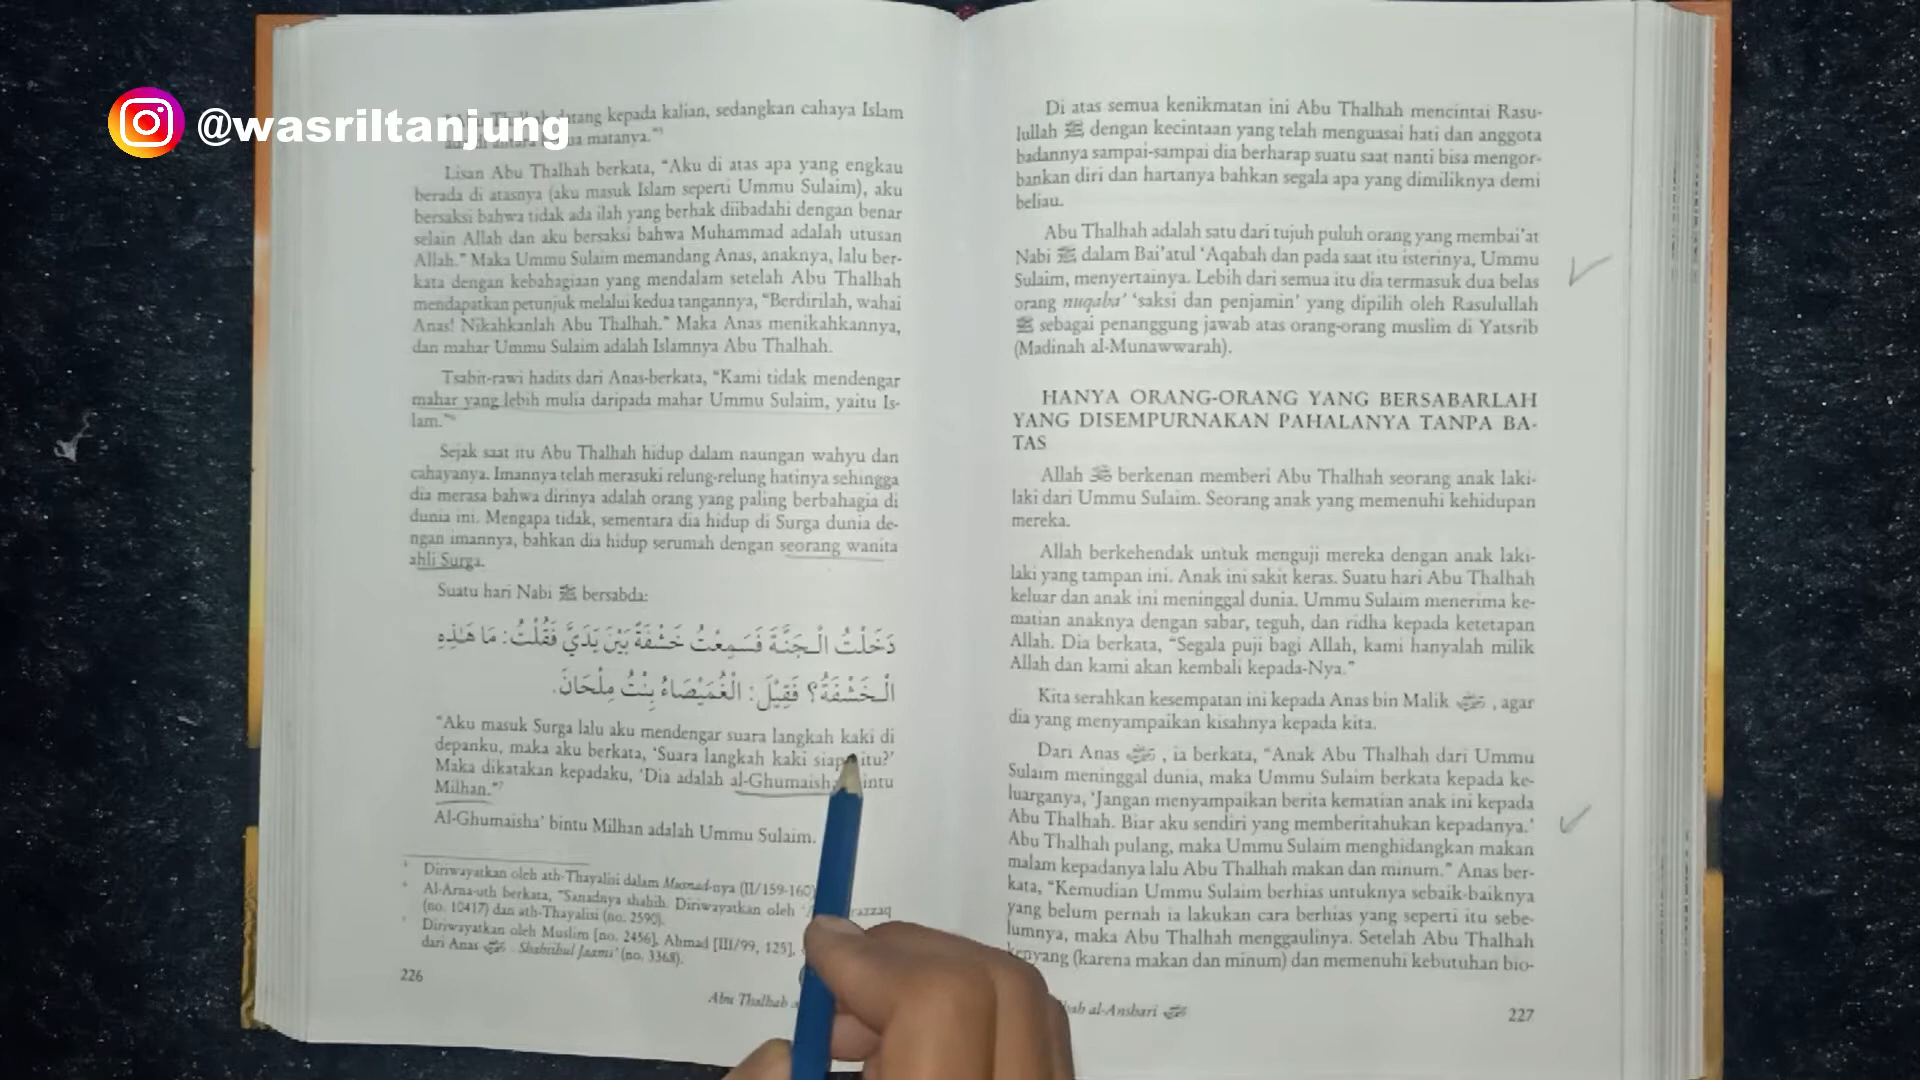 @wasriltanjung
datang kepada kalian, sedangkan cahaya Islam
matanya."⁵
Lisan Abu Thalhah berkata, "Aku di atas apa yang engkau
berada di atasnya (aku masuk Islam seperti Ummu Sulaim), aku
bersaksi bahwa tidak ada ilah yang berhak diibadahi dengan benar
selain Allah dan aku bersaksi bahwa Muhammad adalah utusan
Allah." Maka Ummu Sulaim memandang Anas, anaknya, lalu ber-
kata dengan kebahagiaan yang mendalam setelah Abu Thalhah
mendapatkan petunjuk melalui kedua tangannya, "Berdirilah, wahai
Anas! Nikahkanlah Abu Thalhah." Maka Anas menikahkannya,
dan mahar Ummu Sulaim adalah Islamnya Abu Thalhah.
Tsabit-rawi hadits dari Anas-berkata, "Kami tidak mendengar
mahar yang lebih mulia daripada mahar Ummu Sulaim, yaitu Is-
lam."⁶
Sejak saat itu Abu Thalhah hidup dalam naungan wahyu dan
cahayanya. Imannya telah merasuki relung-relung hatinya sehingga
dia merasa bahwa dirinya adalah orang yang paling berbahagia di
dunia ini. Mengapa tidak, sementara dia hidup di Surga dunia de-
ngan imannya, bahkan dia hidup serumah dengan seorang wanita
ahli Surga.
Suatu hari Nabi ﷺ bersabda:
دَخَلْتُ الْجَنَّةَ فَسَمِعْتُ خَشْفَةً بَيْنَ يَدَيَّ فَقُلْتُ: مَا هَـٰذِهِ
الْخَشْفَةُ؟ فَقِيْلَ: الْغُمَيْصَاءُ بِنْتُ مِلْحَانَ.
"Aku masuk Surga lalu aku mendengar suara langkah kaki di
depanku, maka aku berkata, 'Suara langkah kaki siapa itu?'
Maka dikatakan kepadaku, 'Dia adalah al-Ghumaisha' bintu
Milhan.'"⁷
Al-Ghumaisha' bintu Milhan adalah Ummu Sulaim.
⁵ Diriwayatkan oleh ath-Thayalisi dalam Musnad-nya (II/159-160)
⁶ Al-Arna-uth berkata, "Sanadnya shahih. Diriwayatkan oleh
(no. 10417) dan ath-Thayalisi (no. 2590).
⁷ Diriwayatkan oleh Muslim [no. 2456], Ahmad [III/99, 125],
dari Anas ؓ. Shahiihul Jaami' (no. 3368).
226
Abu Thalhah
Di atas semua kenikmatan ini Abu Thalhah mencintai Rasu-
lullah ﷺ dengan kecintaan yang telah menguasai hati dan anggota
badannya sampai-sampai dia berharap suatu saat nanti bisa mengor-
bankan diri dan hartanya bahkan segala apa yang dimiliknya demi
beliau.
Abu Thalhah adalah satu dari tujuh puluh orang yang membai'at
Nabi ﷺ dalam Bai'atul 'Aqabah dan pada saat itu isterinya, Ummu
Sulaim, menyertainya. Lebih dari semua itu dia termasuk dua belas
orang nuqaba' 'saksi dan penjamin' yang dipilih oleh Rasulullah
ﷺ sebagai penanggung jawab atas orang-orang muslim di Yatsrib
(Madinah al-Munawwarah).
HANYA ORANG-ORANG YANG BERSABARLAH
YANG DISEMPURNAKAN PAHALANYA TANPA BA-
TAS
Allah ﷻ berkenan memberi Abu Thalhah seorang anak laki-
laki dari Ummu Sulaim. Seorang anak yang memenuhi kehidupan
mereka.
Allah berkehendak untuk menguji mereka dengan anak laki-
laki yang tampan ini. Anak ini sakit keras. Suatu hari Abu Thalhah
keluar dan anak ini meninggal dunia. Ummu Sulaim menerima ke-
matian anaknya dengan sabar, teguh, dan ridha kepada ketetapan
Allah. Dia berkata, "Segala puji bagi Allah, kami hanyalah milik
Allah dan kami akan kembali kepada-Nya."
Kita serahkan kesempatan ini kepada Anas bin Malik ؓ, agar
dia yang menyampaikan kisahnya kepada kita.
Dari Anas ؓ, ia berkata, "Anak Abu Thalhah dari Ummu
Sulaim meninggal dunia, maka Ummu Sulaim berkata kepada ke-
luarganya, 'Jangan menyampaikan berita kematian anak ini kepada
Abu Thalhah. Biar aku sendiri yang memberitahukan kepadanya.'
Abu Thalhah pulang, maka Ummu Sulaim menghidangkan makan
malam kepadanya lalu Abu Thalhah makan dan minum." Anas ber-
kata, "Kemudian Ummu Sulaim berhias untuknya sebaik-baiknya
yang belum pernah ia lakukan cara berhias yang seperti itu sebe-
lumnya, maka Abu Thalhah menggaulinya. Setelah Abu Thalhah
kenyang (karena makan dan minum) dan memenuhi kebutuhan bio-
al-Anshari ؓ
227